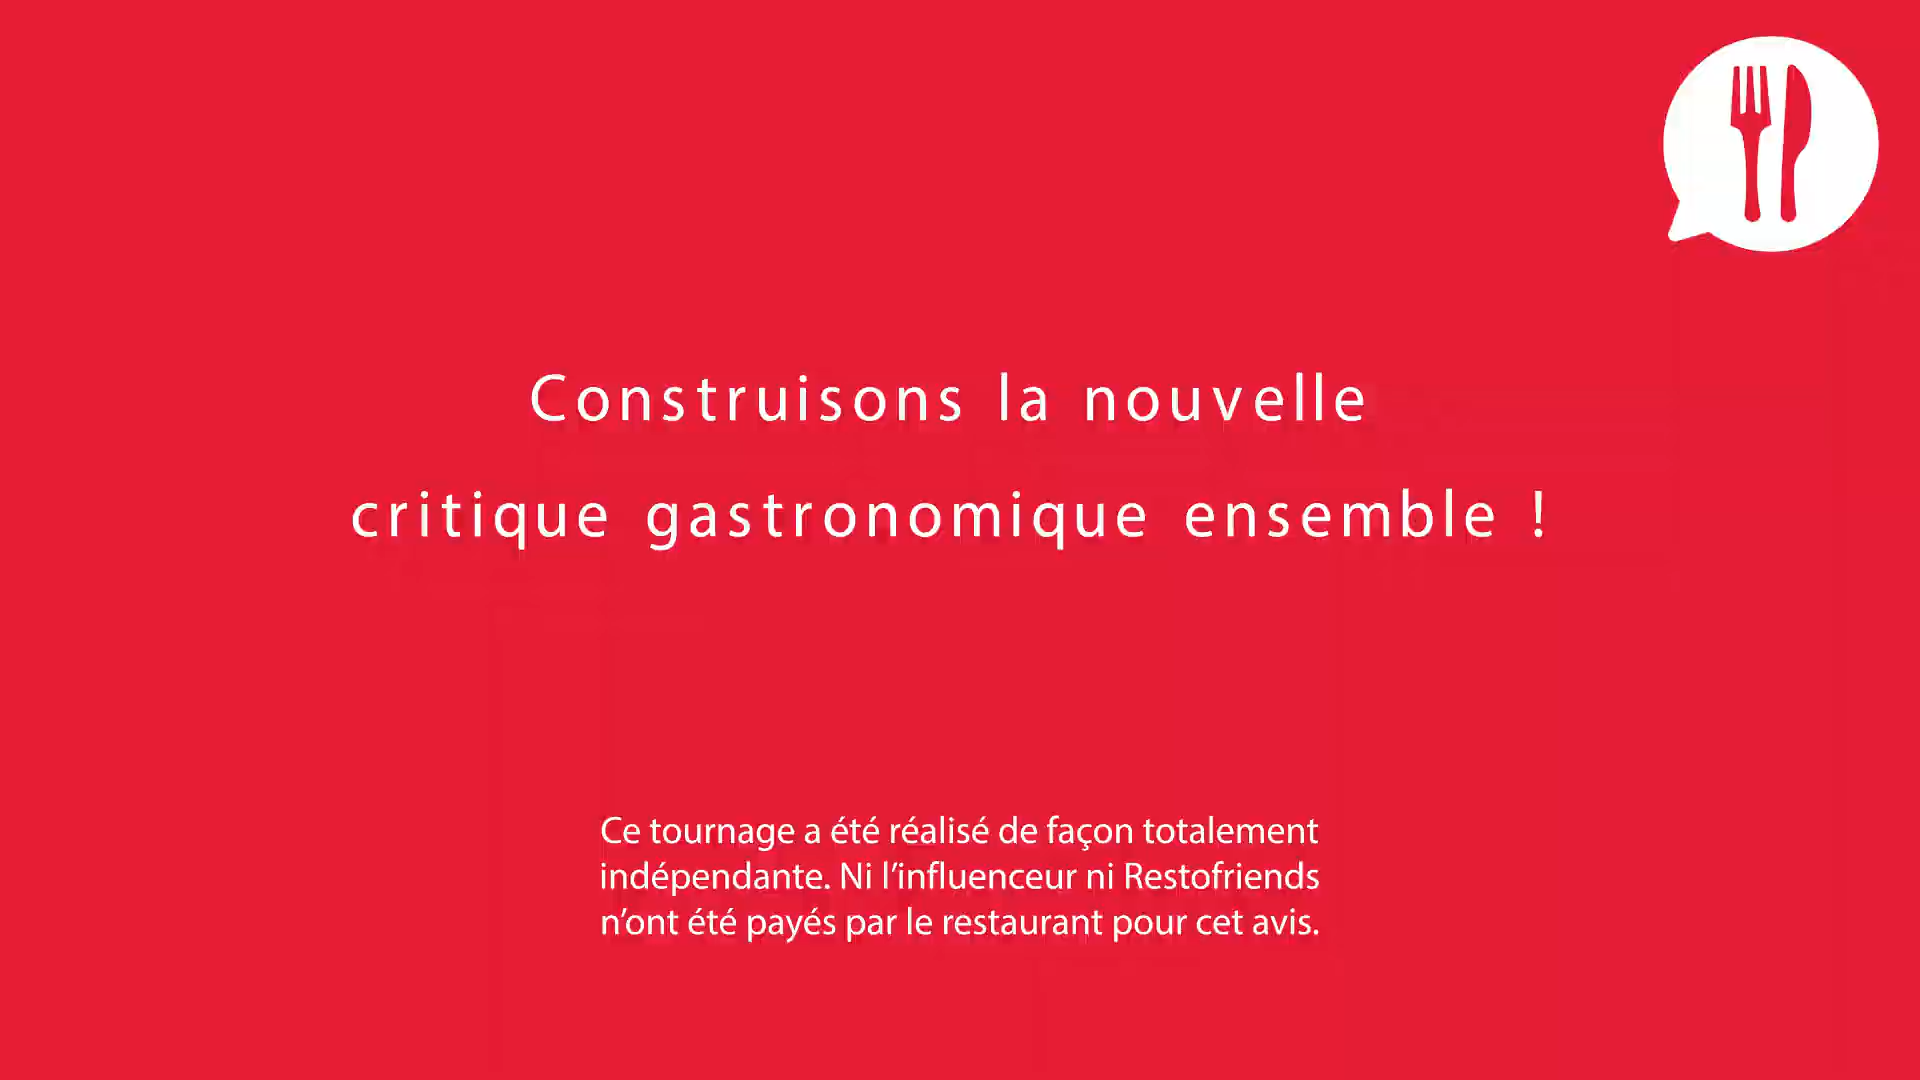 Construisons la nouvelle
critique gastronomique ensemble !
Ce tournage a été réalisé de façon totalement
indépendante. Ni l’influenceur ni Restofriends
n’ont été payés par le restaurant pour cet avis.